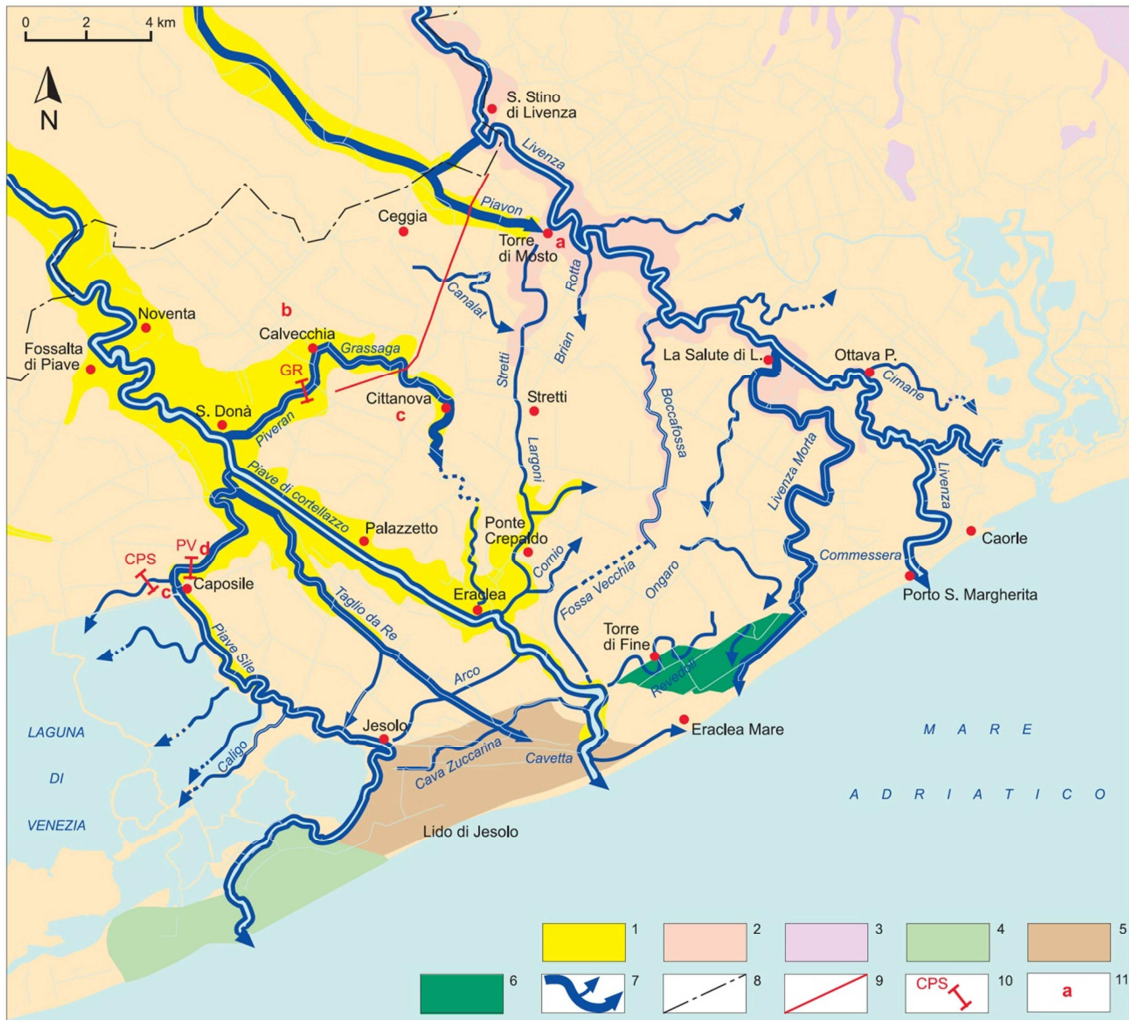 0 2 4 km
N
S. Stino
di Livenza
Livenza
Piavon
Ceggia
Torre
di Mosto
a
Rotta
Canalat
Noventa
b
Calvecchia
Grassaga
Stretti
Brian
Fossalta
di Piave
GR
La Salute di L.
Ottava P.
Cimane
S. Donà
Piveran
Cittanova
c
Stretti
Boccafossa
Largoni
Livenza Morta
Livenza
Piave di cortellazzo
Palazzetto
Ponte
Crepaldo
Caorle
CPS
PV
d
Cornio
Commessera
c
Caposile
Fossa Vecchia
Ongaro
Porto S. Margherita
Eraclea
Piave Sile
Taglio da Re
Torre
di Fine
Revedoli
Arco
LAGUNA
DI
VENEZIA
Caligo
Jesolo
Eraclea Mare
MARE
Cava Zuccarina
Cavetta
ADRIATICO
Lido di Jesolo
1
2
3
4
5
6
7
8
9
CPS
10
a
11